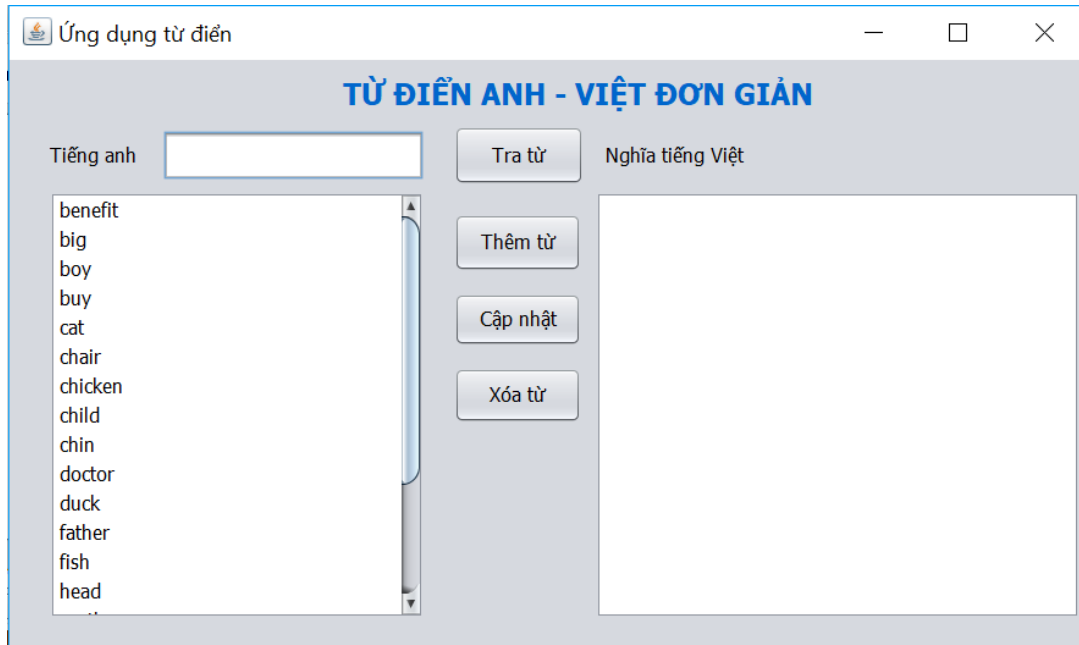 Ứng dụng từ điển
TỪ ĐIỂN ANH - VIỆT ĐƠN GIẢN
Tiếng anh
Tra từ
Nghĩa tiếng Việt
benefit
big
boy
buy
cat
chair
chicken
child
chin
doctor
duck
father
fish
head
Thêm từ
Cập nhật
Xóa từ